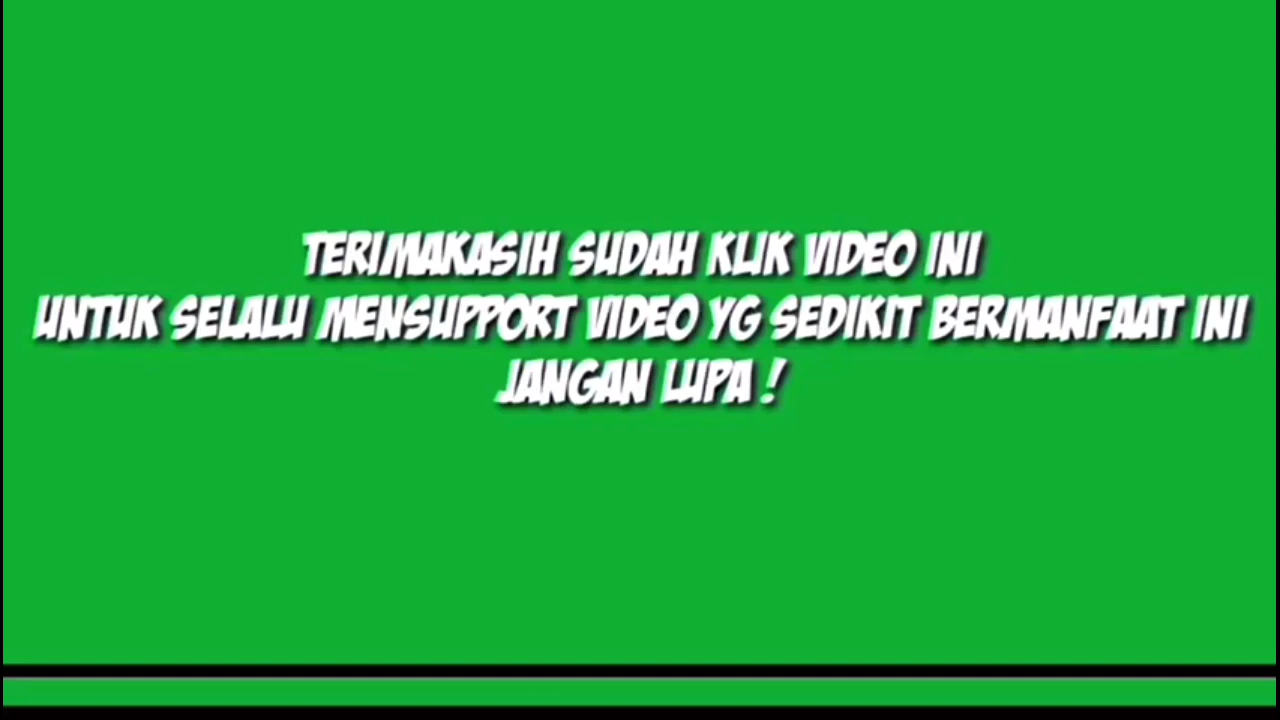 TERIMAKASIH SUDAH KLIK VIDEO INI
UNTUK SELALU MENSUPPORT VIDEO YG SEDIKIT BERMANFAAT INI
JANGAN LUPA !